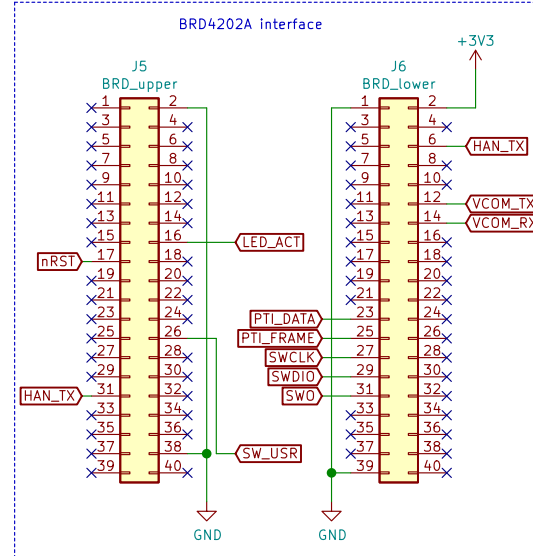 BRD4202A interface
+3V3
J5
BRD_upper
J6
BRD_lower
1 2 1 2
3 4 3 4
5 6 5 6 HAN_TX
7 8 7 8
9 10 9 10
11 12 11 12 VCOM_TX
13 14 13 14 VCOM_RX
15 16 LED_ACT 15 16
nRST 17 18 17 18
19 20 19 20
21 22 21 22
23 24 PTI_DATA 23 24
25 26 PTI_FRAME 25 26
27 28 SWCLK 27 28
29 30 SWDIO 29 30
HAN_TX 31 32 SWO 31 32
33 34 33 34
35 36 35 36
37 38 SW_USR 37 38
39 40 39 40
GND GND